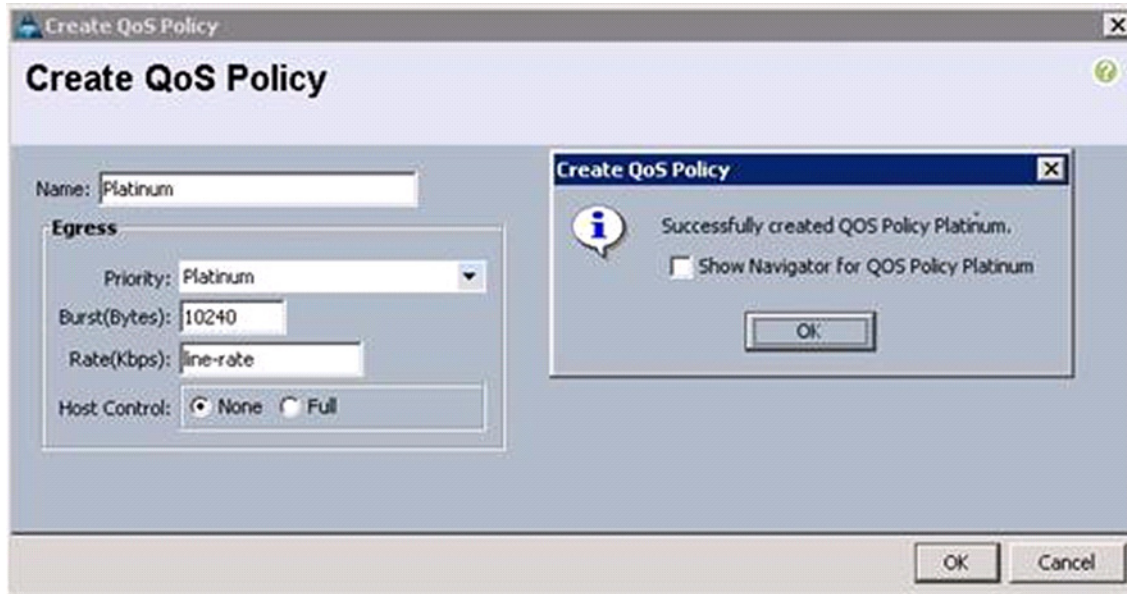 Create QoS Policy
Create QoS Policy
Name: Platinum
Egress
Priority: Platinum
Burst(Bytes): 10240
Rate(Kbps): line-rate
Host Control: None Full
Create QoS Policy
Successfully created QOS Policy Platinum.
Show Navigator for QOS Policy Platinum
OK
OK Cancel